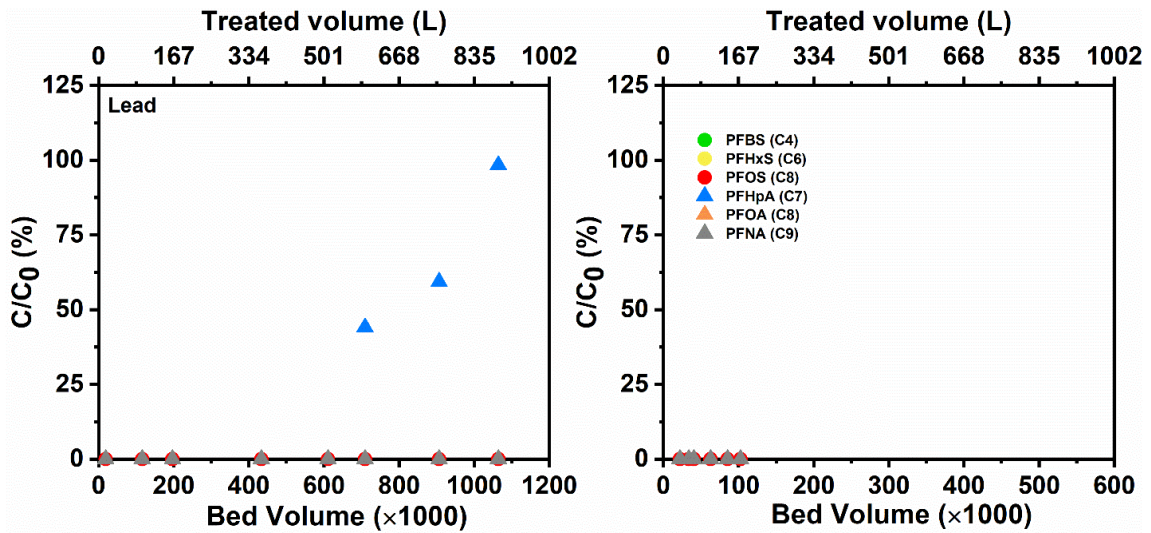 Treated volume (L)
0 167 334 501 668 835 1002
Lead
125
100
75
50
25
0
C/C0 (%)
0 200 400 600 800 1000 1200
Bed Volume (×1000)
Treated volume (L)
0 167 334 501 668 835 1002
125
100
75
50
25
0
C/C0 (%)
PFBS (C4)
PFHxS (C6)
PFOS (C8)
PFHpA (C7)
PFOA (C8)
PFNA (C9)
0 100 200 300 400 500 600
Bed Volume (×1000)